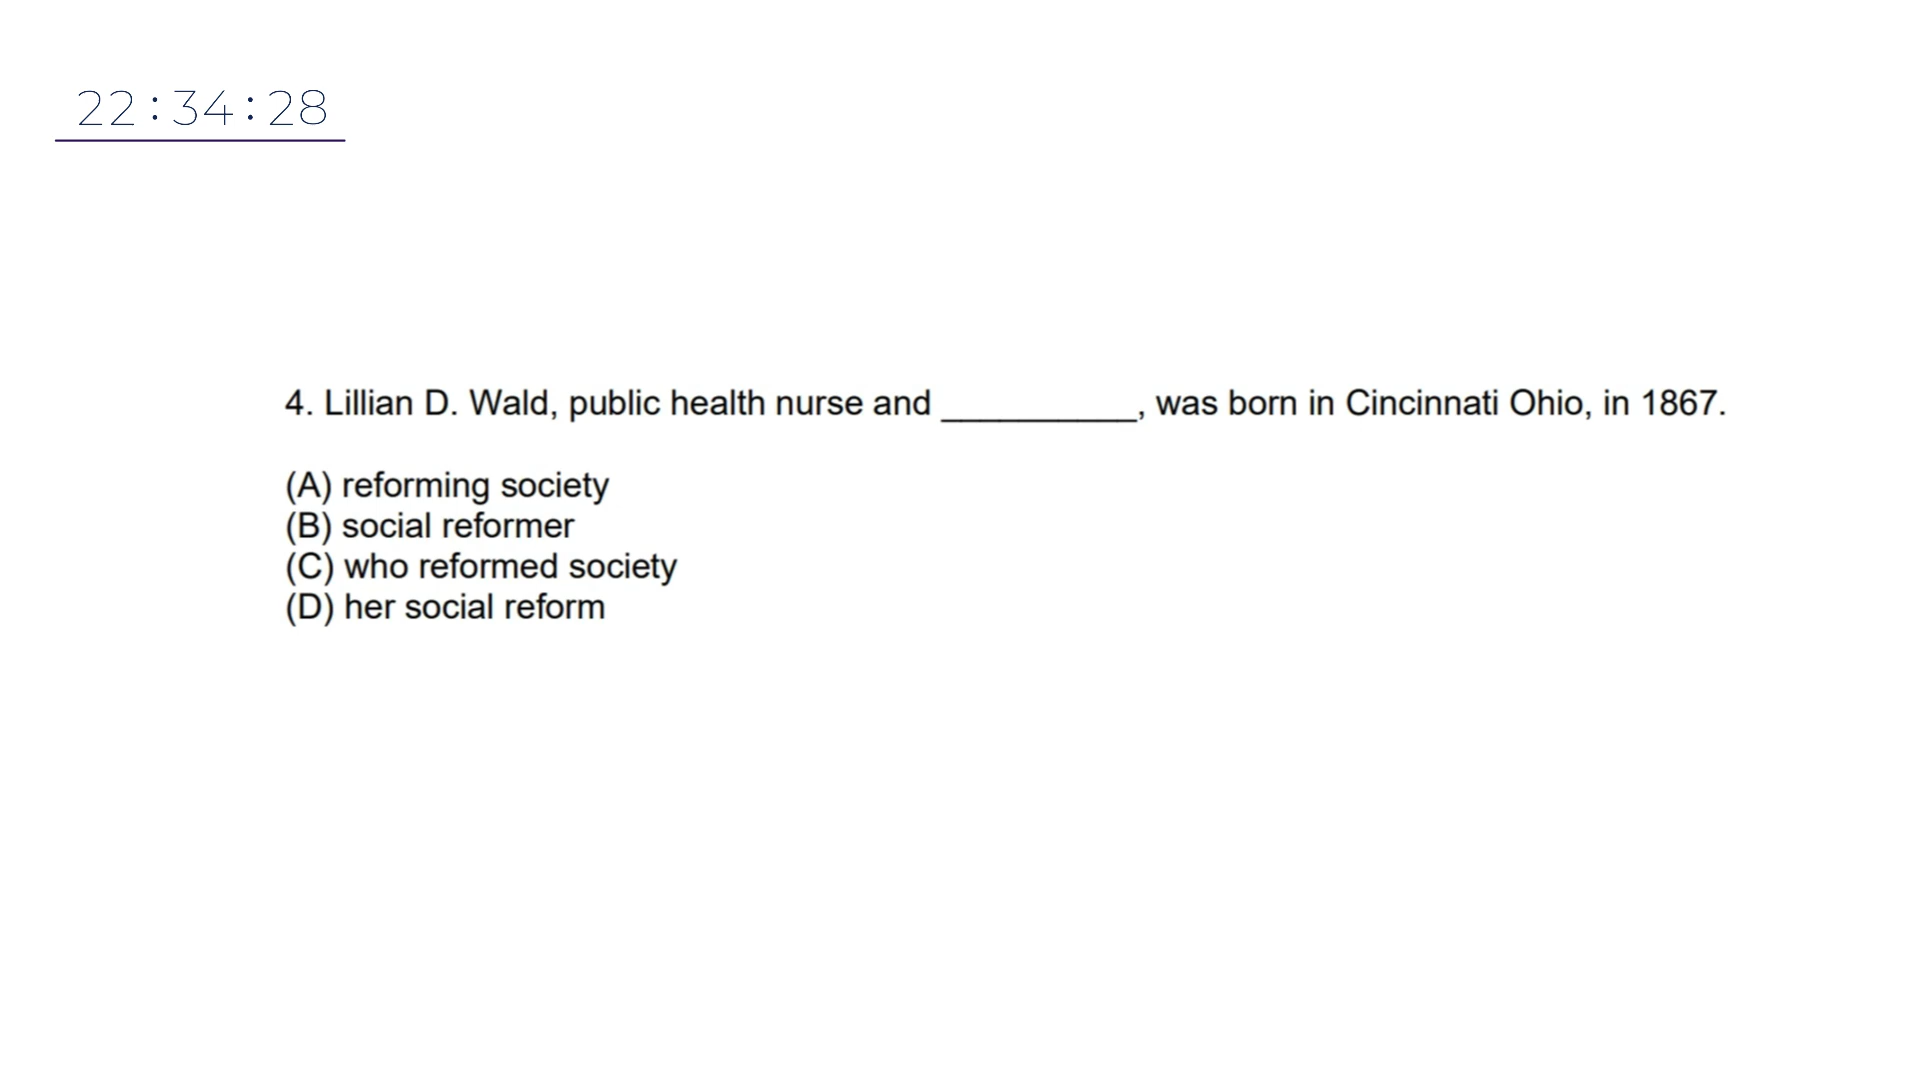 22:34:28
4. Lillian D. Wald, public health nurse and __________, was born in Cincinnati Ohio, in 1867.
(A) reforming society
(B) social reformer
(C) who reformed society
(D) her social reform